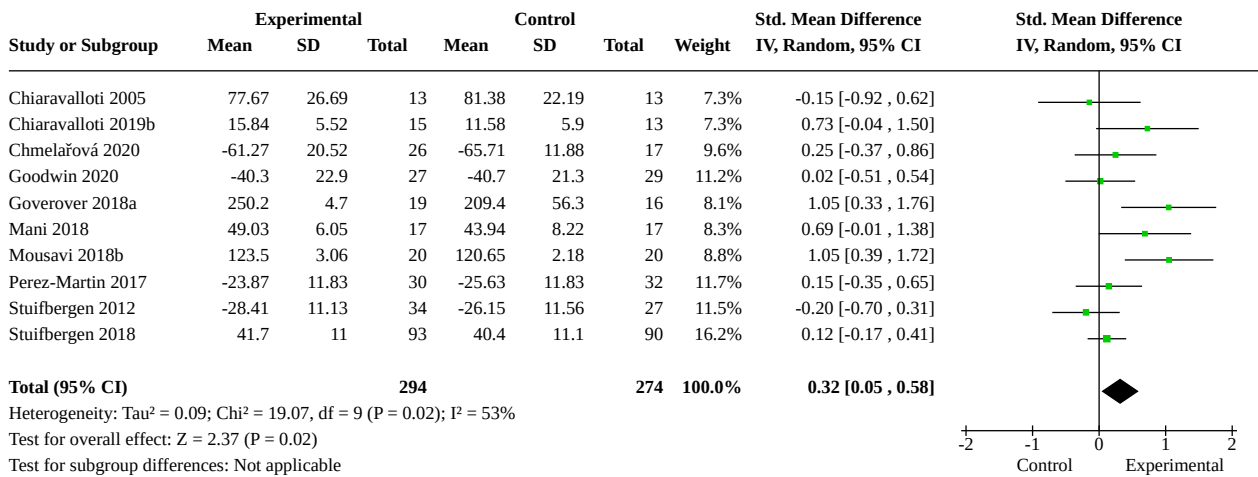 Experimental Control Std. Mean Difference Std. Mean Difference
Study or Subgroup Mean SD Total Mean SD Total Weight IV, Random, 95% CI IV, Random, 95% CI
Chiaravalloti 2005 77.67 26.69 13 81.38 22.19 13 7.3% -0.15 [-0.92 , 0.62]
Chiaravalloti 2019b 15.84 5.52 15 11.58 5.9 13 7.3% 0.73 [-0.04 , 1.50]
Chmelařová 2020 -61.27 20.52 26 -65.71 11.88 17 9.6% 0.25 [-0.37 , 0.86]
Goodwin 2020 -40.3 22.9 27 -40.7 21.3 29 11.2% 0.02 [-0.51 , 0.54]
Goverover 2018a 250.2 4.7 19 209.4 56.3 16 8.1% 1.05 [0.33 , 1.76]
Mani 2018 49.03 6.05 17 43.94 8.22 17 8.3% 0.69 [-0.01 , 1.38]
Mousavi 2018b 123.5 3.06 20 120.65 2.18 20 8.8% 1.05 [0.39 , 1.72]
Perez-Martin 2017 -23.87 11.83 30 -25.63 11.83 32 11.7% 0.15 [-0.35 , 0.65]
Stuifbergen 2012 -28.41 11.13 34 -26.15 11.56 27 11.5% -0.20 [-0.70 , 0.31]
Stuifbergen 2018 41.7 11 93 40.4 11.1 90 16.2% 0.12 [-0.17 , 0.41]
Total (95% CI) 294 274 100.0% 0.32 [0.05 , 0.58]
Heterogeneity: Tau² = 0.09; Chi² = 19.07, df = 9 (P = 0.02); I² = 53%
Test for overall effect: Z = 2.37 (P = 0.02)
Test for subgroup differences: Not applicable
-2 -1 0 1 2
Control Experimental